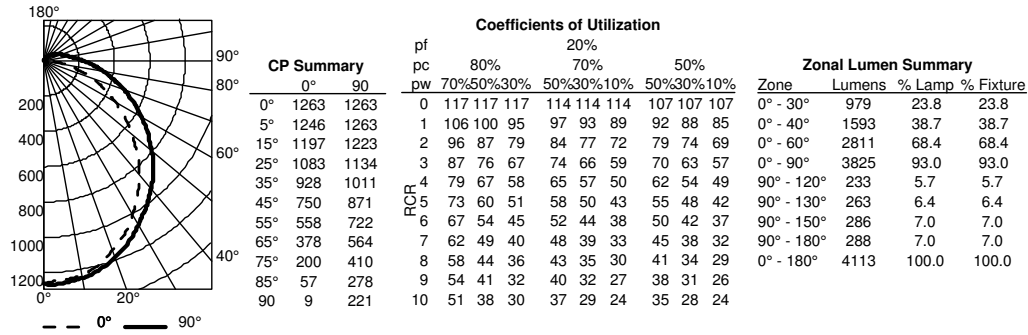 180°
90°
80°
60°
40°
20°
0°
200
400
600
800
1000
1200
0° 90°
CP Summary
0° 90
0° 1263 1263
5° 1246 1263
15° 1197 1223
25° 1083 1134
35° 928 1011
45° 750 871
55° 558 722
65° 378 564
75° 200 410
85° 57 278
90 9 221
Coefficients of Utilization
pf 20%
pc 80% 70% 50%
pw 70%50%30% 50%30%10% 50%30%10%
RCR
0 117 117 117 114 114 114 107 107 107
1 106 100 95 97 93 89 92 88 85
2 96 87 79 84 77 72 79 74 69
3 87 76 67 74 66 59 70 63 57
4 79 67 58 65 57 50 62 54 49
5 73 60 51 58 50 43 55 48 42
6 67 54 45 52 44 38 50 42 37
7 62 49 40 48 39 33 45 38 32
8 58 44 36 43 35 30 41 34 29
9 54 41 32 40 32 27 38 31 26
10 51 38 30 37 29 24 35 28 24
Zonal Lumen Summary
Zone Lumens % Lamp % Fixture
0° - 30° 979 23.8 23.8
0° - 40° 1593 38.7 38.7
0° - 60° 2811 68.4 68.4
0° - 90° 3825 93.0 93.0
90° - 120° 233 5.7 5.7
90° - 130° 263 6.4 6.4
90° - 150° 286 7.0 7.0
90° - 180° 288 7.0 7.0
0° - 180° 4113 100.0 100.0